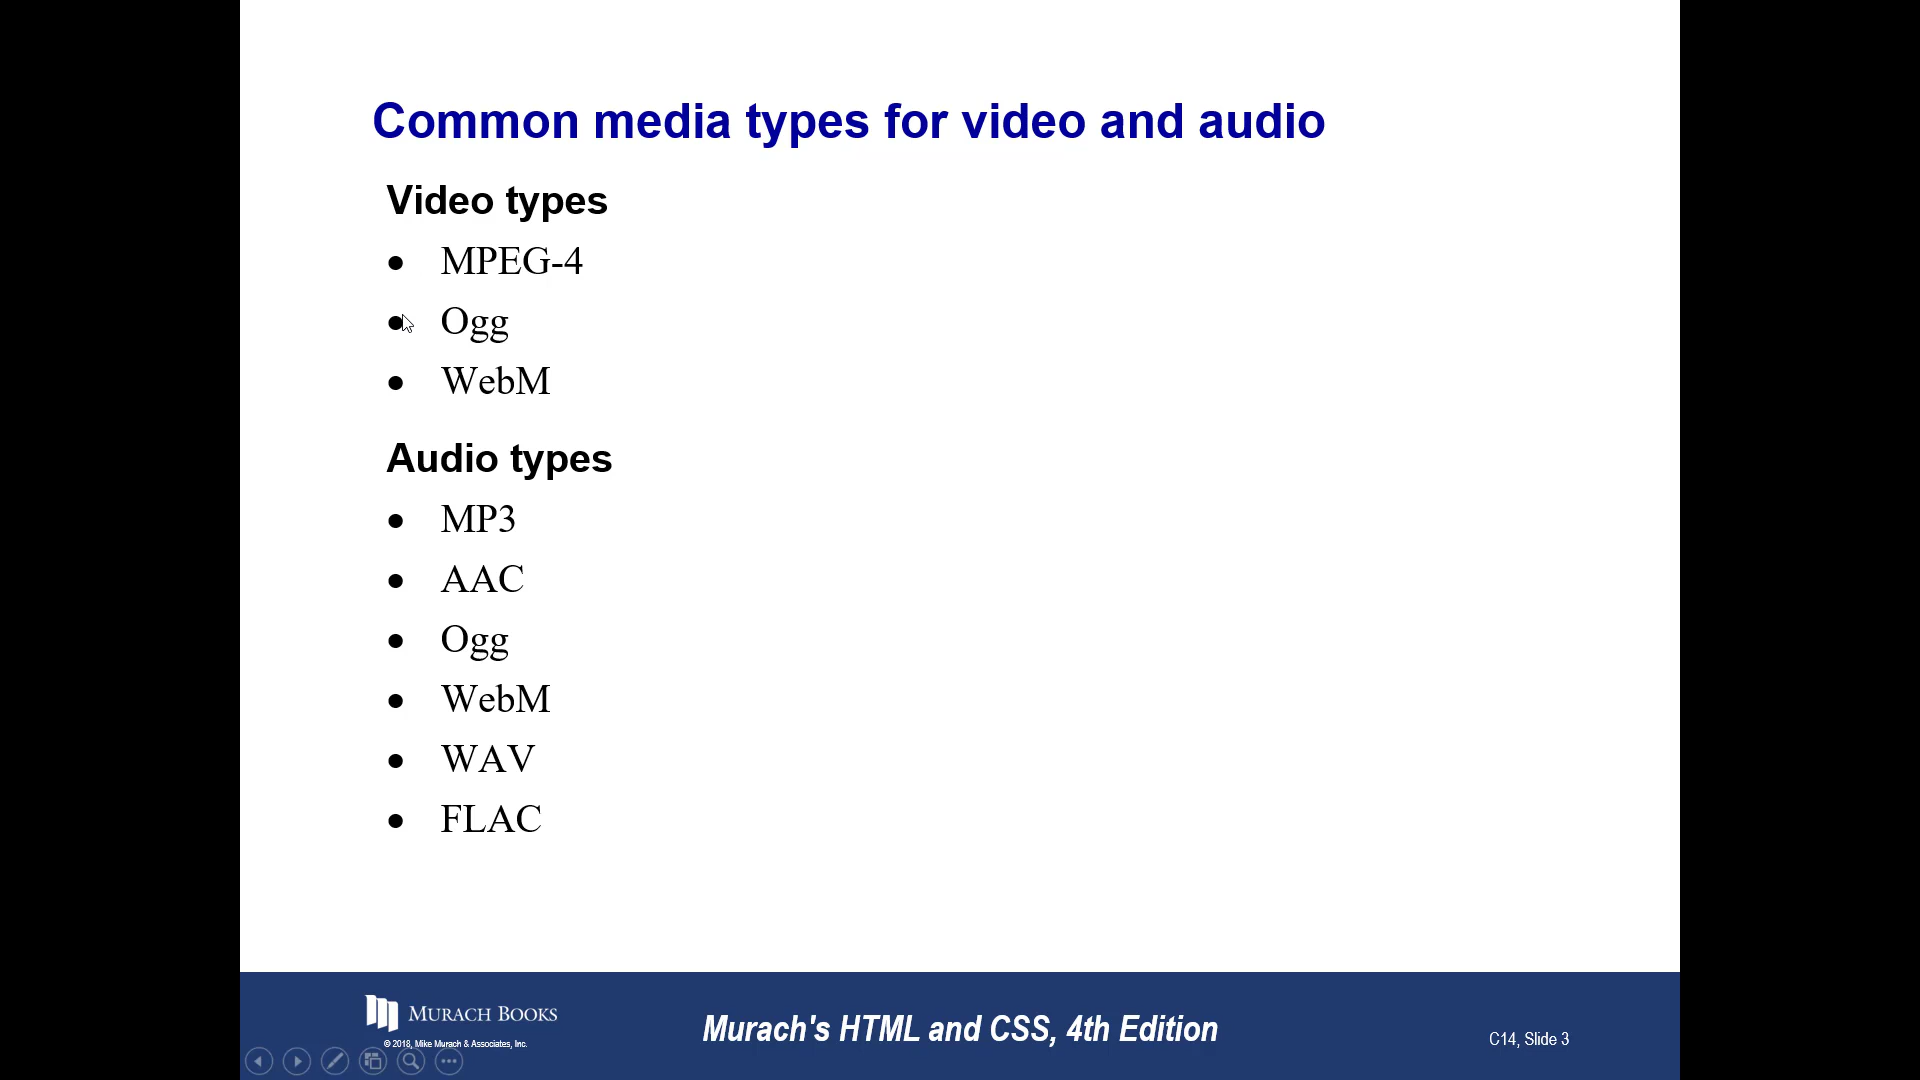 Common media types for video and audio
Video types
● MPEG-4
● Ogg
● WebM
Audio types
● MP3
● AAC
● Ogg
● WebM
● WAV
● FLAC
MURACH BOOKS
© 2018, Mike Murach & Associates, Inc.
Murach's HTML and CSS, 4th Edition
C14, Slide 3